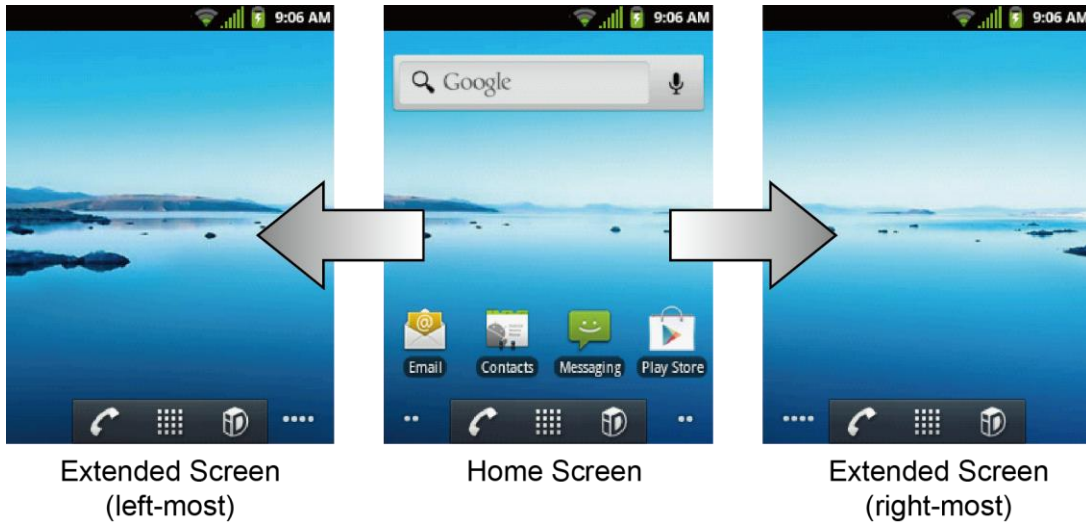 9:06 AM
9:06 AM
9:06 AM
Google
Email
Contacts
Messaging
Play Store
Extended Screen
(left-most)
Home Screen
Extended Screen
(right-most)